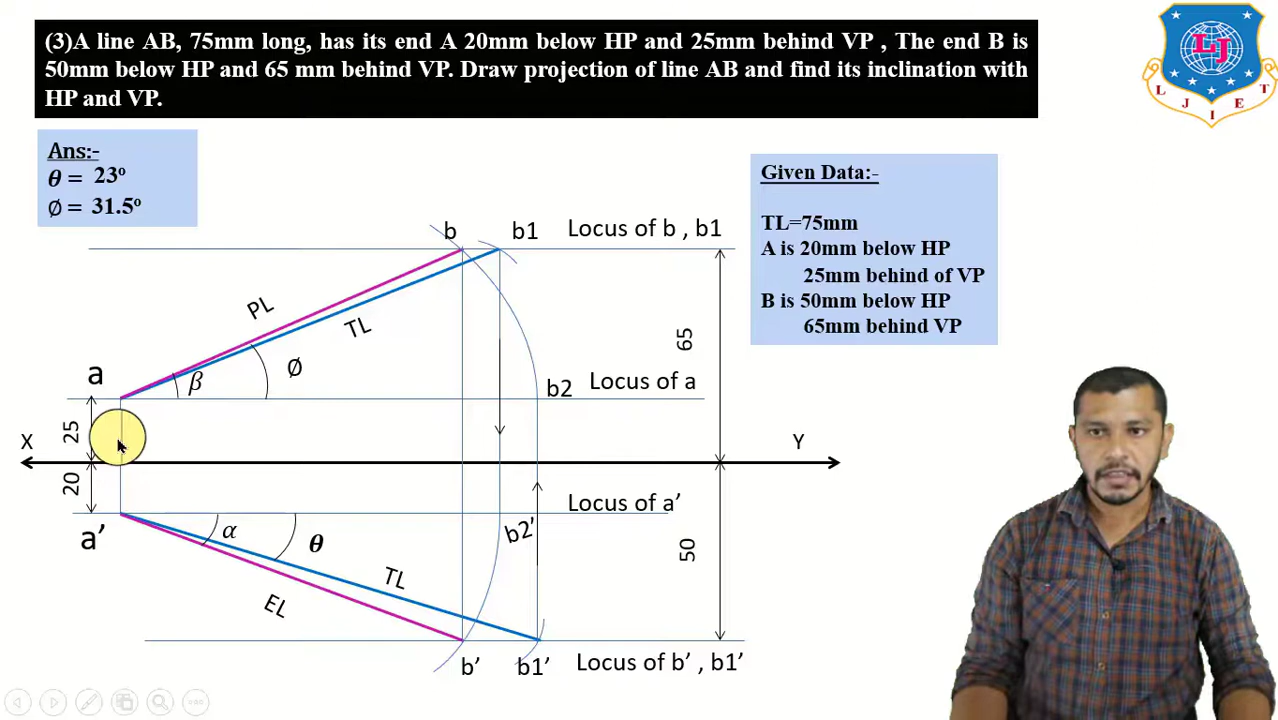 (3)A line AB, 75mm long, has its end A 20mm below HP and 25mm behind VP , The end B is
50mm below HP and 65 mm behind VP. Draw projection of line AB and find its inclination with
HP and VP.
LJ
L J I E T
Ans:-
θ = 23º
Ø = 31.5º
Given Data:-
TL=75mm
A is 20mm below HP
25mm behind of VP
B is 50mm below HP
65mm behind VP
b
b1
Locus of b , b1
PL
TL
65
a
β
Ø
b2
Locus of a
25
X
Y
20
Locus of a’
a’
α
θ
b2’
50
TL
EL
b’
b1’
Locus of b’ , b1’